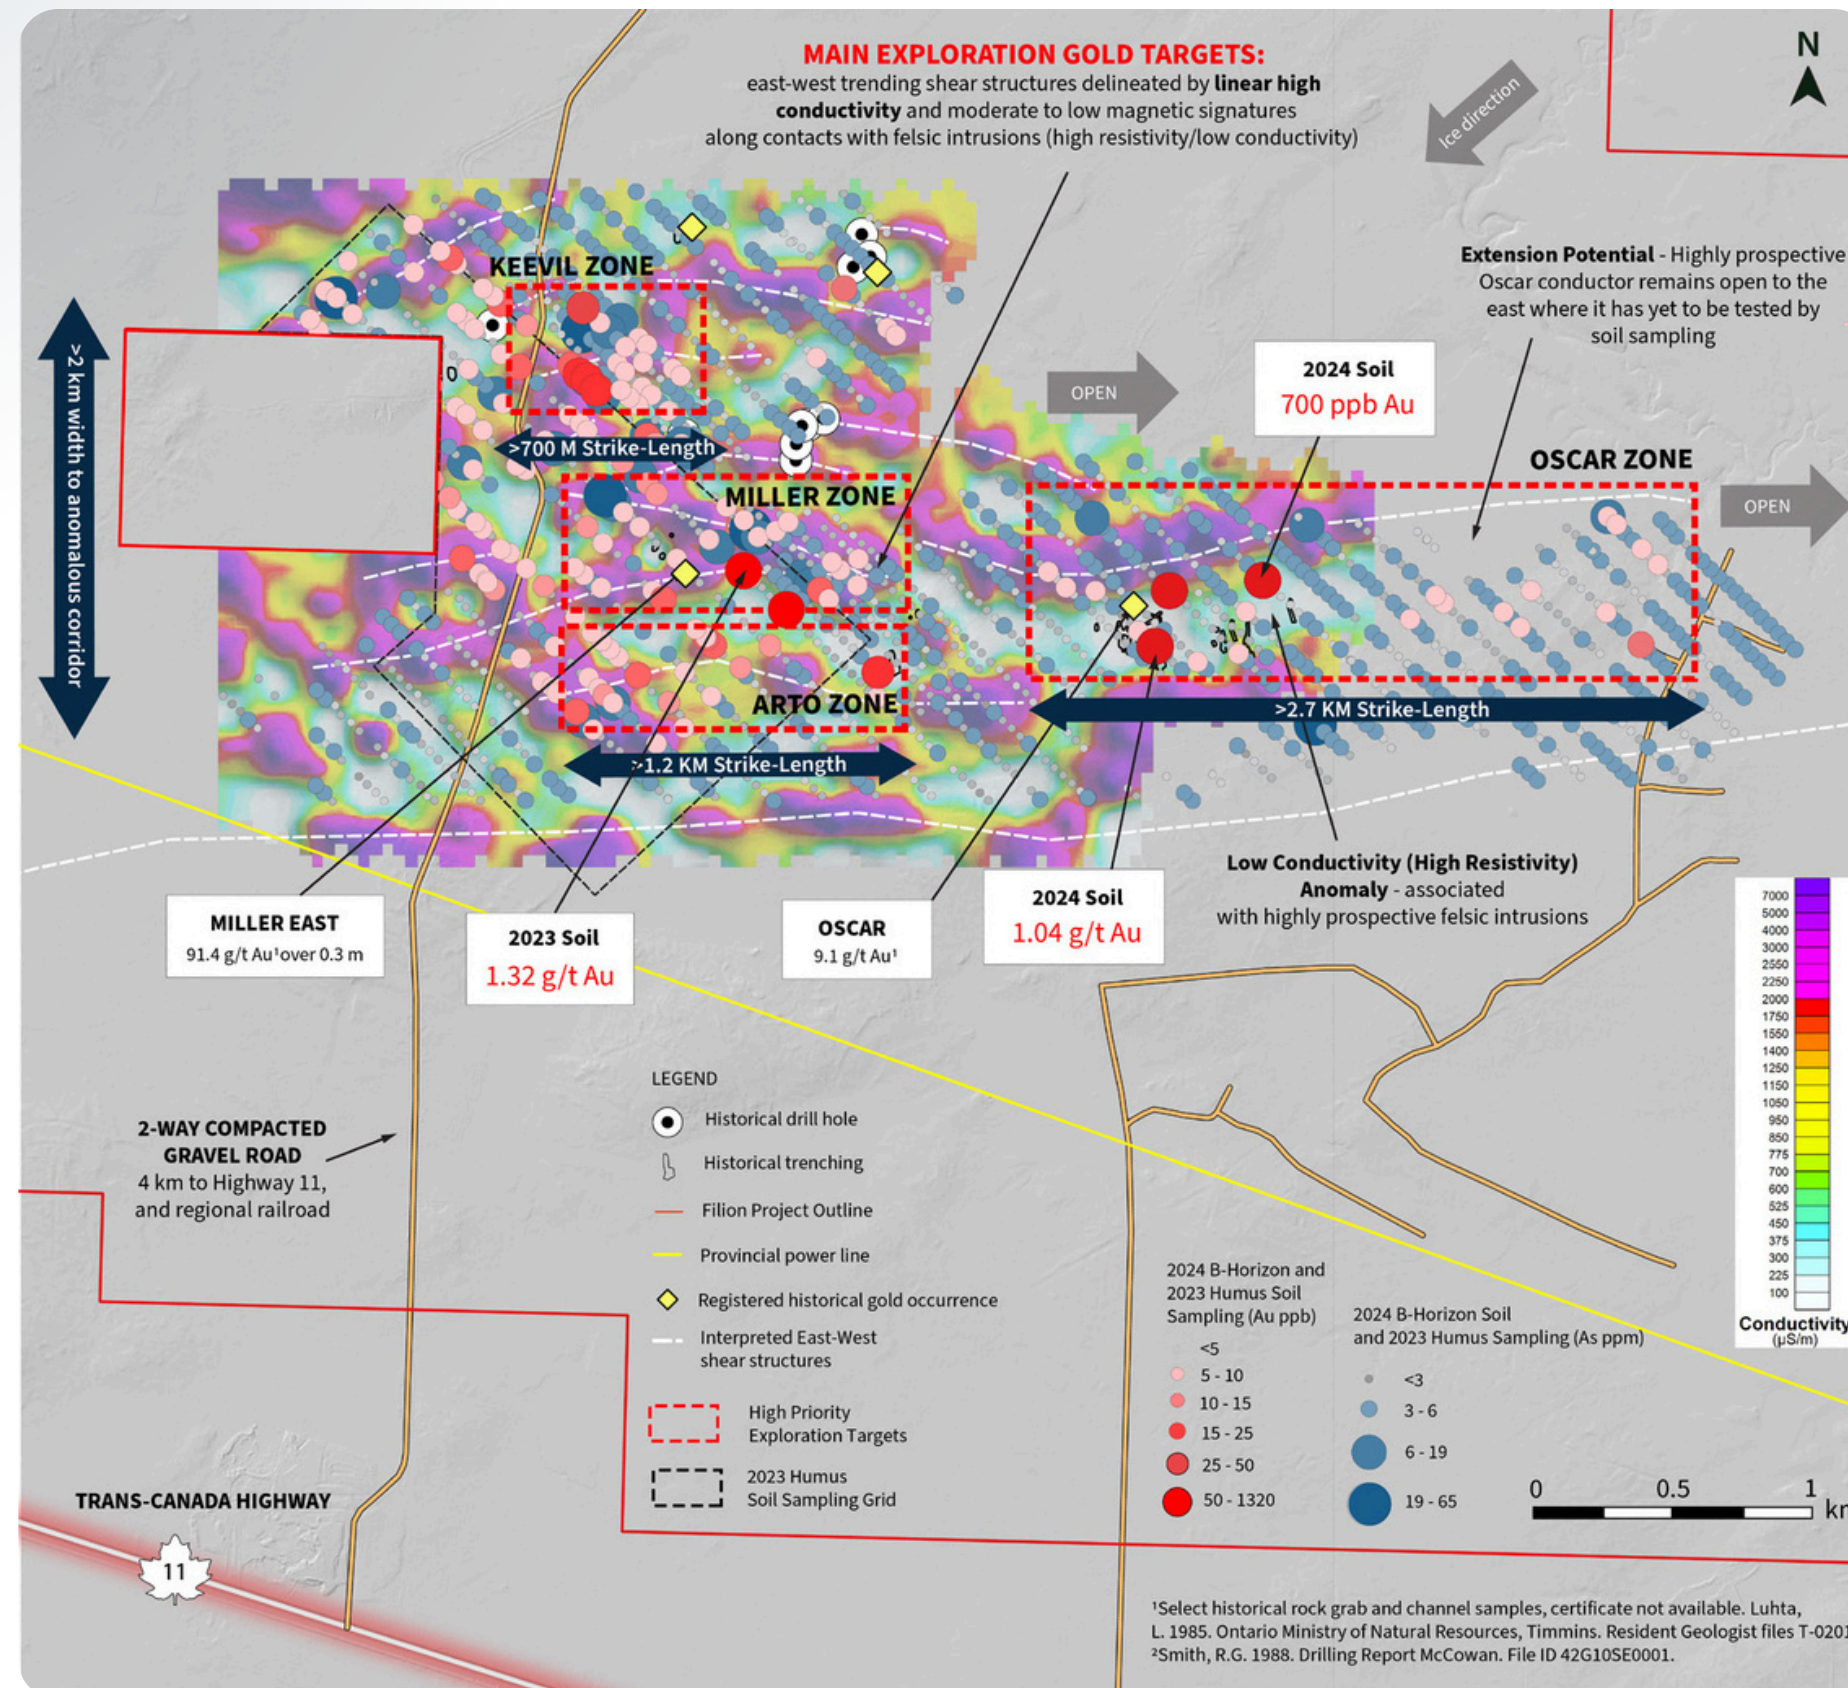 MAIN EXPLORATION GOLD TARGETS:
east-west trending shear structures delineated by linear high
conductivity and moderate to low magnetic signatures
along contacts with felsic intrusions (high resistivity/low conductivity)
Ice direction
N
Extension Potential - Highly prospective
Oscar conductor remains open to the
east where it has yet to be tested by
soil sampling
KEEVIL ZONE
>2 km width to anomalous corridor
OPEN
2024 Soil
700 ppb Au
>700 M Strike-Length
OSCAR ZONE
MILLER ZONE
OPEN
ARTO ZONE
>2.7 KM Strike-Length
>1.2 KM Strike-Length
MILLER EAST
91.4 g/t Au¹over 0.3 m
2023 Soil
1.32 g/t Au
OSCAR
9.1 g/t Au¹
2024 Soil
1.04 g/t Au
Low Conductivity (High Resistivity)
Anomaly - associated
with highly prospective felsic intrusions
7000
5000
4000
3000
2550
2250
2000
1750
1550
1400
1250
1150
1050
950
850
775
700
600
525
450
375
300
225
100
Conductivity
(µS/m)
2-WAY COMPACTED
GRAVEL ROAD
4 km to Highway 11,
and regional railroad
LEGEND
Historical drill hole
Historical trenching
Filion Project Outline
Provincial power line
Registered historical gold occurrence
Interpreted East-West
shear structures
High Priority
Exploration Targets
2023 Humus
Soil Sampling Grid
2024 B-Horizon and
2023 Humus Soil
Sampling (Au ppb)
<5
5 - 10
10 - 15
15 - 25
25 - 50
50 - 1320
2024 B-Horizon Soil
and 2023 Humus Sampling (As ppm)
<3
3 - 6
6 - 19
19 - 65
0 0.5 1
km
TRANS-CANADA HIGHWAY
11
¹Select historical rock grab and channel samples, certificate not available. Luhta,
L. 1985. Ontario Ministry of Natural Resources, Timmins. Resident Geologist files T-0201
²Smith, R.G. 1988. Drilling Report McCowan. File ID 42G10SE0001.